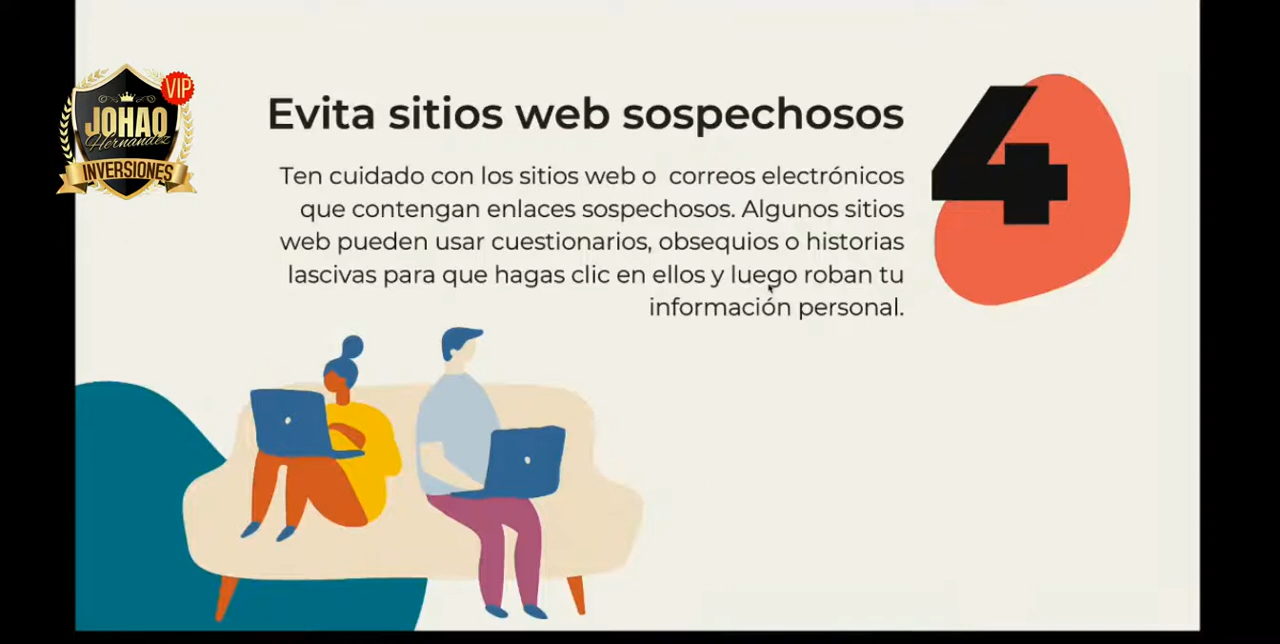 VIP
JOHAO
Hernandez
INVERSIONES
Evita sitios web sospechosos
4
Ten cuidado con los sitios web o correos electrónicos
que contengan enlaces sospechosos. Algunos sitios
web pueden usar cuestionarios, obsequios o historias
lascivas para que hagas clic en ellos y luego roban tu
información personal.